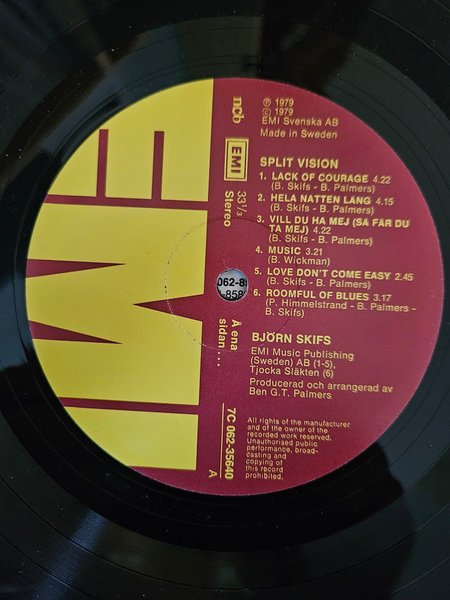 EMI
ncb
EMI
33⅓
Stereo
℗ 1979
© 1979
EMI Svenska AB
Made in Sweden
SPLIT VISION
1. LACK OF COURAGE 4.22
(B. Skifs - B. Palmers)
2. HELA NATTEN LANG 4.15
(B. Skifs - B. Palmers)
3. VILL DU HA MEJ (SÅ FÅR DU
TA MEJ) 4.22
(B. Skifs - B. Palmers)
4. MUSIC 3.21
(B. Wickman)
5. LOVE DON'T COME EASY 2.45
(B. Skifs - B. Palmers)
6. ROOMFUL OF BLUES 3.17
(P. Himmelstrand - B. Palmers -
B. Skifs)
062-8
-858
Å ena
sidan....
BJÖRN SKIFS
EMI Music Publishing
(Sweden) AB (1-5),
Tjocka Släkten (6)
Producerad och arrangerad av
Ben G.T. Palmers
7C 062-35640
A
All rights of the manufacturer
and of the owner of the
recorded work reserved.
Unauthorised public
performance, broad-
casting and
copying of
this record
prohibited.